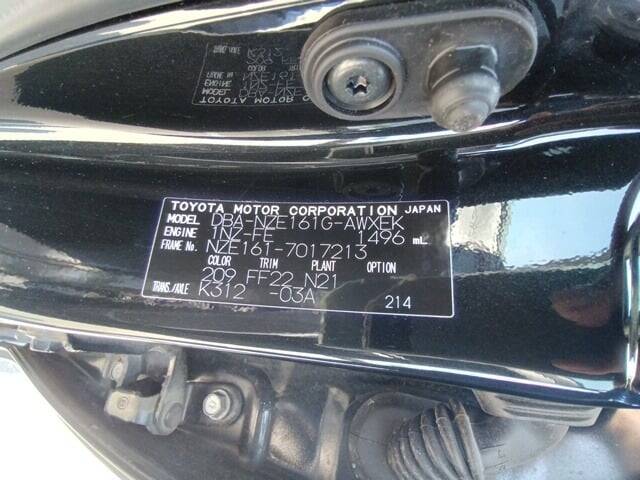 TOYOTA MOTOR CORPORATION JAPAN
MODEL DBA-NZE161G-AWXEK
ENGINE 1NZ-FE 1496 mL
FRAME No. NZE161-7017213
COLOR TRIM PLANT OPTION
209 FF22 N21
TRANS./AXLE K312 -03A
214